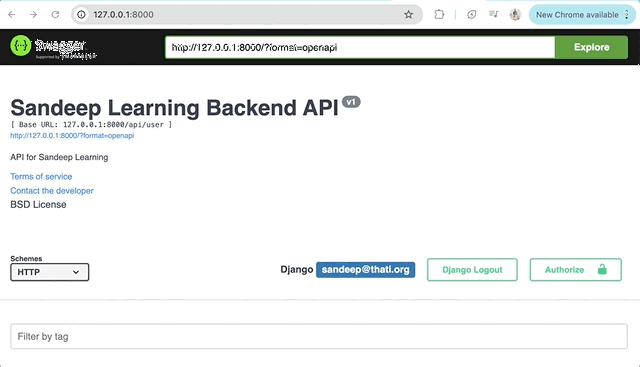 127.0.0.1:8000
New Chrome available
Supported by
http://127.0.0.1:8000/?format=openapi
Explore
Sandeep Learning Backend API v1
[ Base URL: 127.0.0.1:8000/api/user ]
http://127.0.0.1:8000/?format=openapi
API for Sandeep Learning
Terms of service
Contact the developer
BSD License
Schemes
HTTP
Django sandeep@thati.org
Django Logout
Authorize
Filter by tag